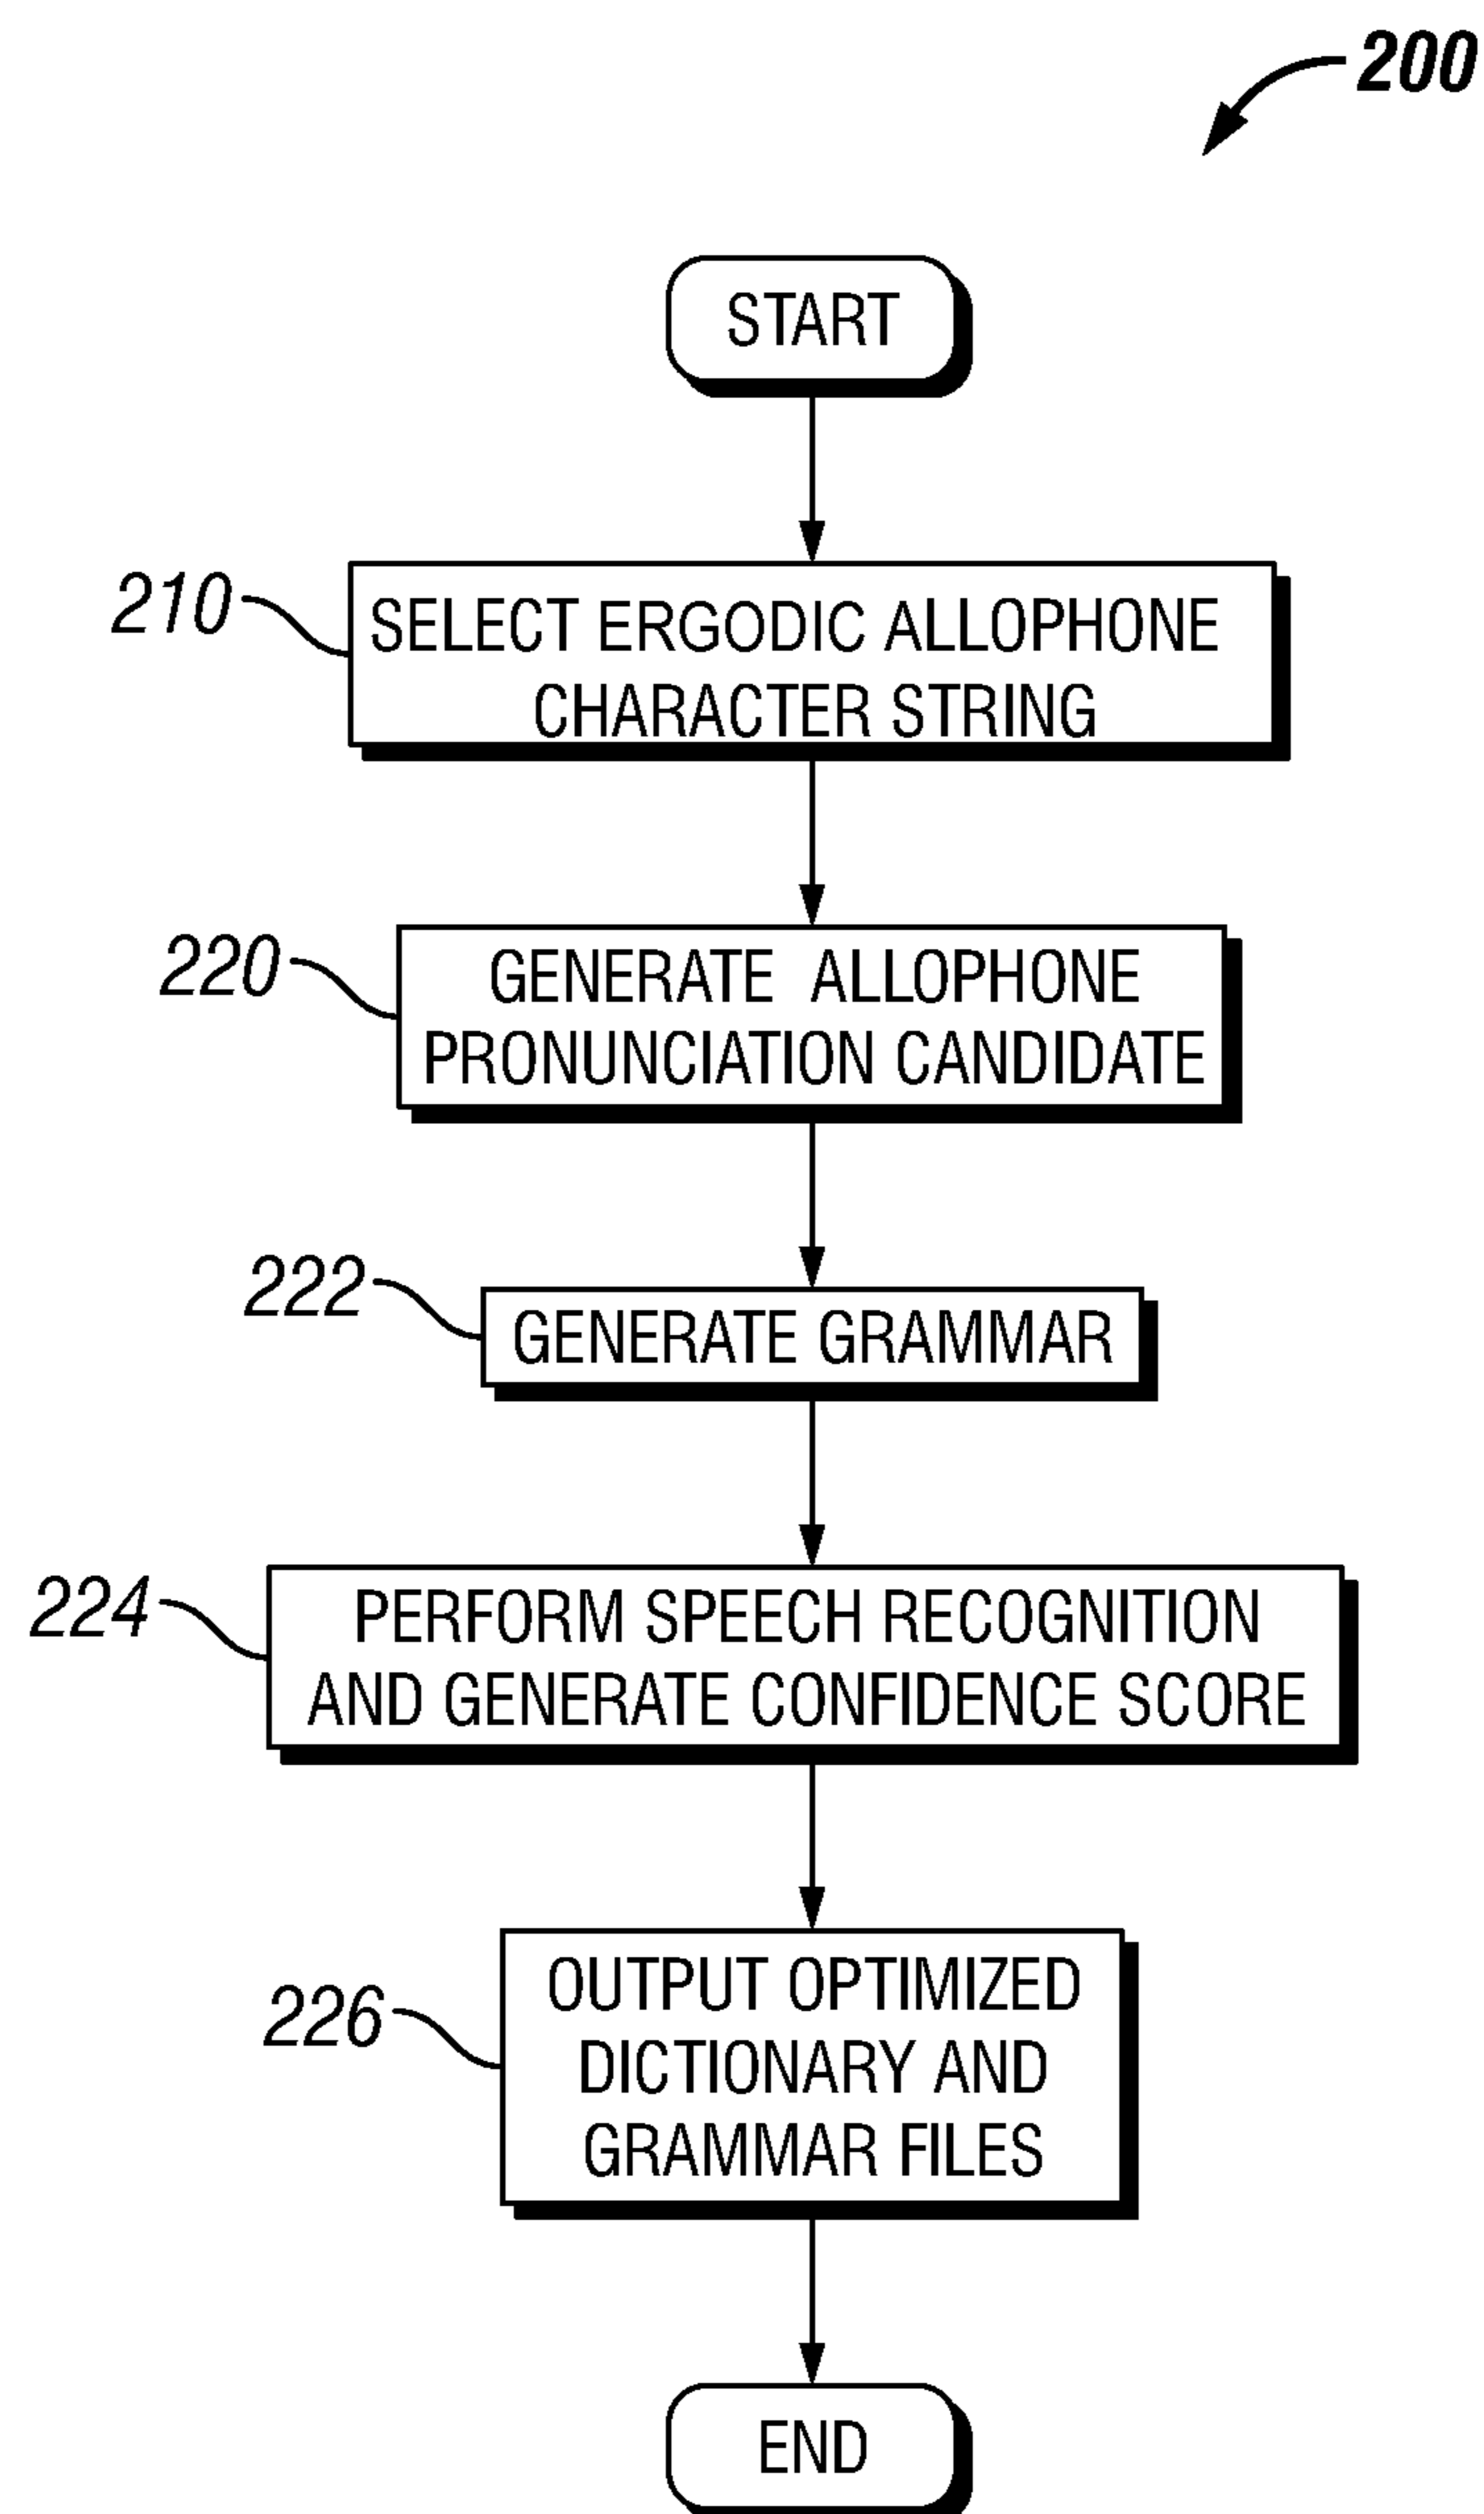 200
START
210
SELECT ERGODIC ALLOPHONE
CHARACTER STRING
220
GENERATE ALLOPHONE
PRONUNCIATION CANDIDATE
222
GENERATE GRAMMAR
224
PERFORM SPEECH RECOGNITION
AND GENERATE CONFIDENCE SCORE
226
OUTPUT OPTIMIZED
DICTIONARY AND
GRAMMAR FILES
END